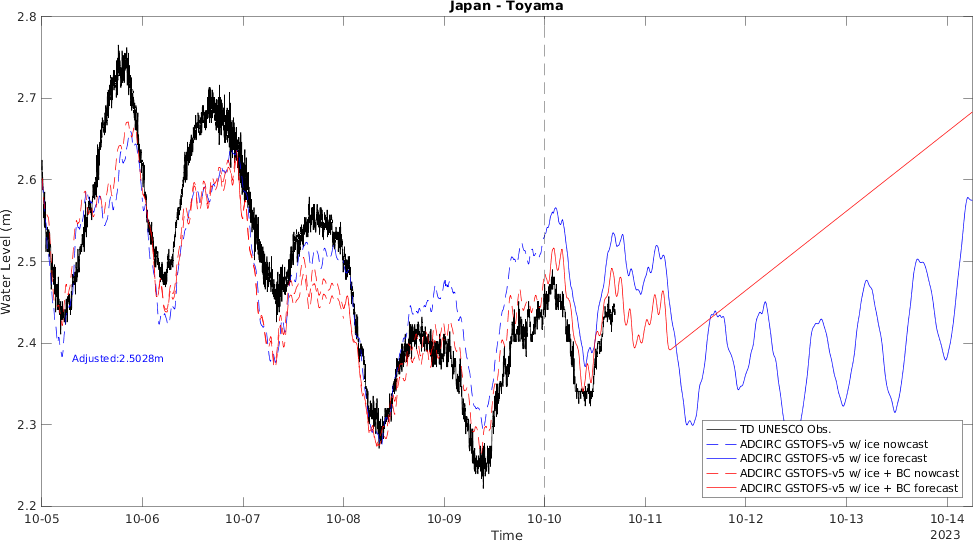 Japan - Toyama
2.8
2.7
2.6
2.5
2.4
2.3
2.2
Water Level (m)
Adjusted:2.5028m
TD UNESCO Obs.
ADCIRC GSTOFS-v5 w/ ice nowcast
ADCIRC GSTOFS-v5 w/ ice forecast
ADCIRC GSTOFS-v5 w/ ice + BC nowcast
ADCIRC GSTOFS-v5 w/ ice + BC forecast
10-05 10-06 10-07 10-08 10-09 10-10 10-11 10-12 10-13 10-14
2023
Time